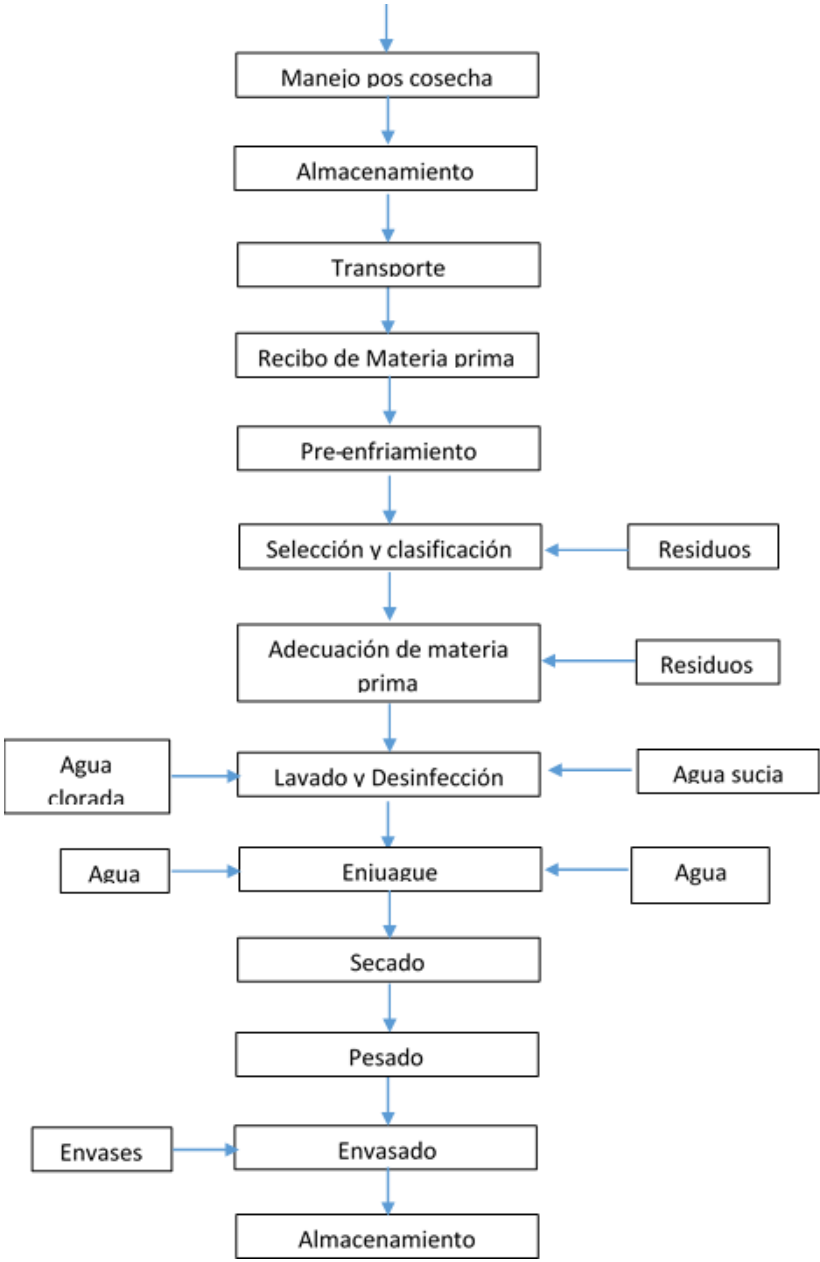 Manejo pos cosecha
Almacenamiento
Transporte
Recibo de Materia prima
Pre-enfriamiento
Selección y clasificación
Residuos
Adecuación de materia
prima
Residuos
Agua
clorada
Lavado y Desinfección
Agua sucia
Agua
Enjuague
Agua
Secado
Pesado
Envases
Envasado
Almacenamiento